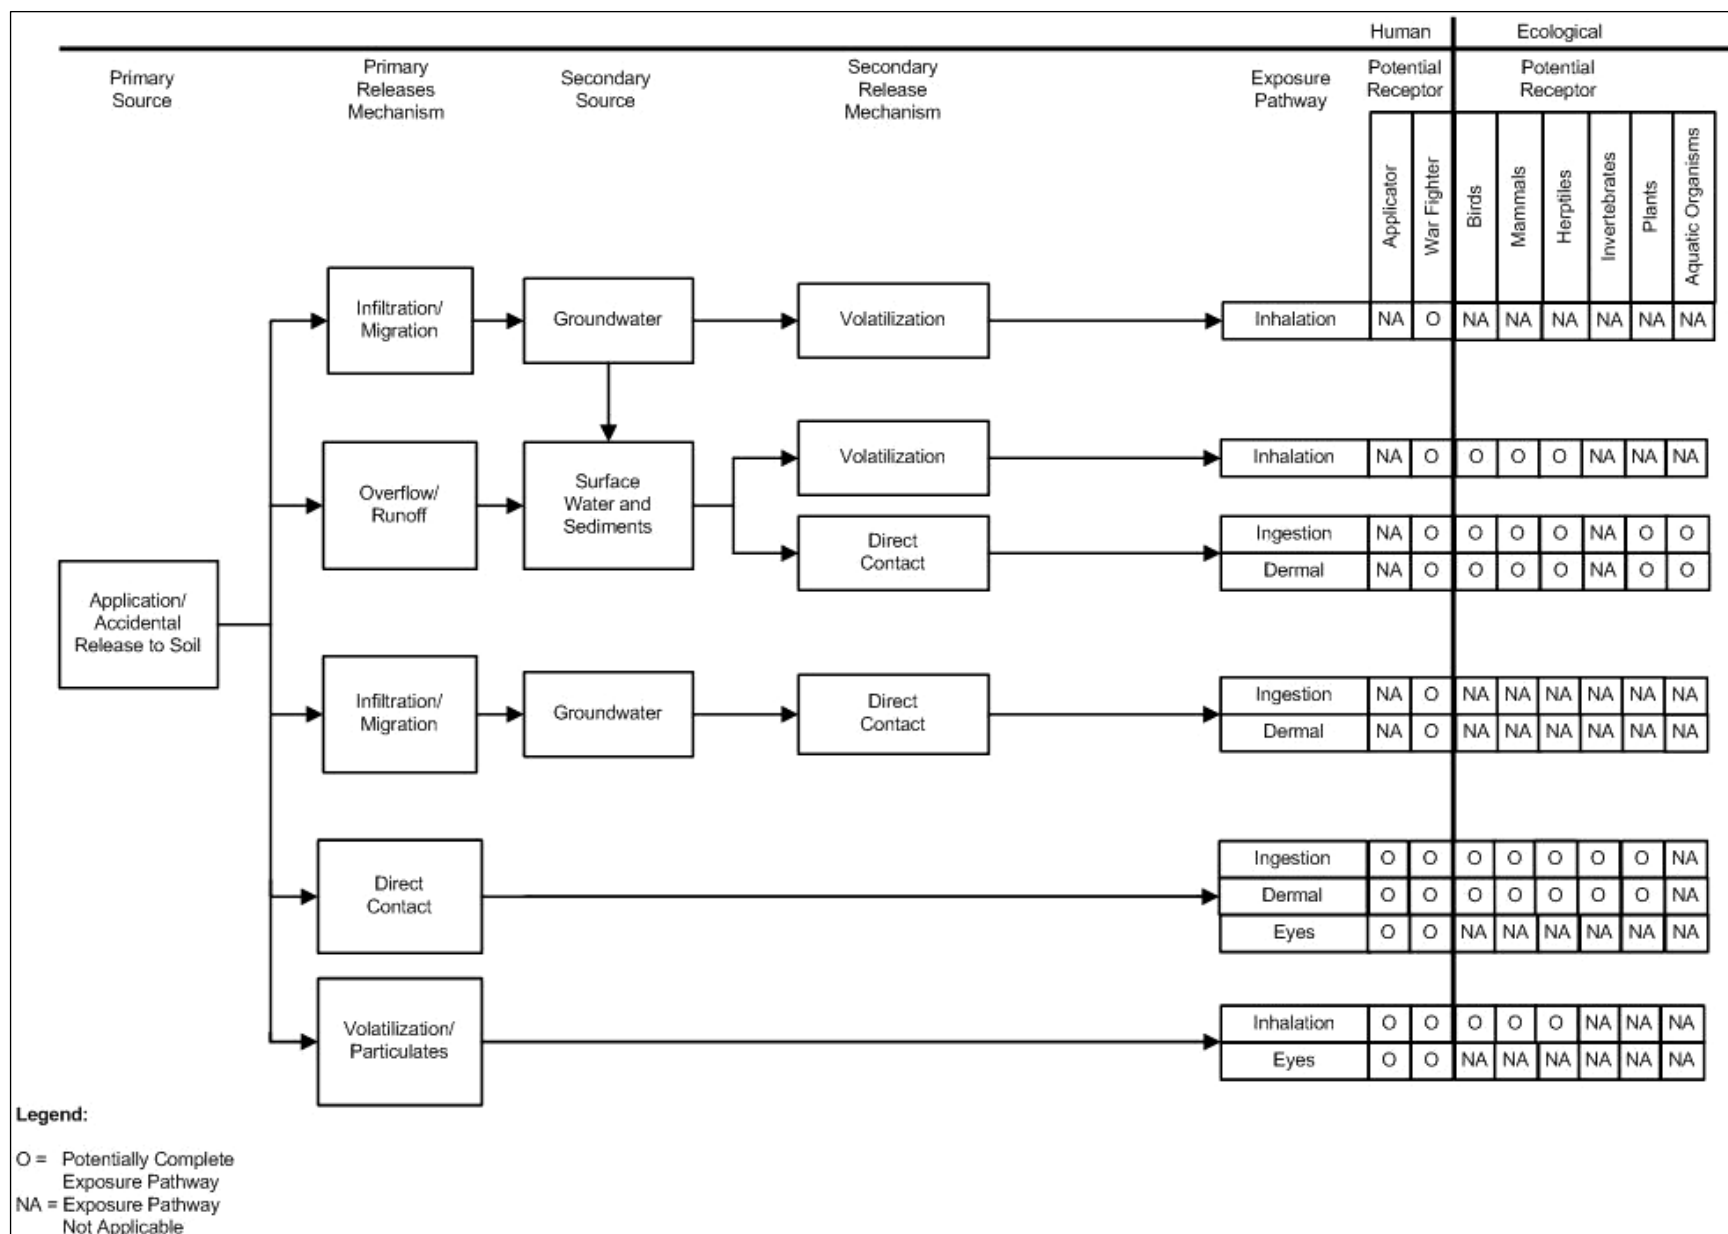 Human Ecological
Primary
Source
Primary
Releases
Mechanism
Secondary
Source
Secondary
Release
Mechanism
Exposure
Pathway
Potential
Receptor
Potential
Receptor
Applicator
War Fighter
Birds
Mammals
Herptiles
Invertebrates
Plants
Aquatic Organisms
Infiltration/
Migration
Groundwater
Volatilization
Inhalation NA O NA NA NA NA NA NA
Overflow/
Runoff
Surface
Water and
Sediments
Volatilization
Inhalation NA O O O O NA NA NA
Direct
Contact
Ingestion NA O O O O NA O O
Dermal NA O O O O NA O O
Application/
Accidental
Release to Soil
Infiltration/
Migration
Groundwater
Direct
Contact
Ingestion NA O NA NA NA NA NA NA
Dermal NA O NA NA NA NA NA NA
Direct
Contact
Ingestion O O O O O O O NA
Dermal O O O O O O O NA
Eyes O O NA NA NA NA NA NA
Volatilization/
Particulates
Inhalation O O O O O NA NA NA
Eyes O O NA NA NA NA NA NA
Legend:
O = Potentially Complete
Exposure Pathway
NA = Exposure Pathway
Not Applicable